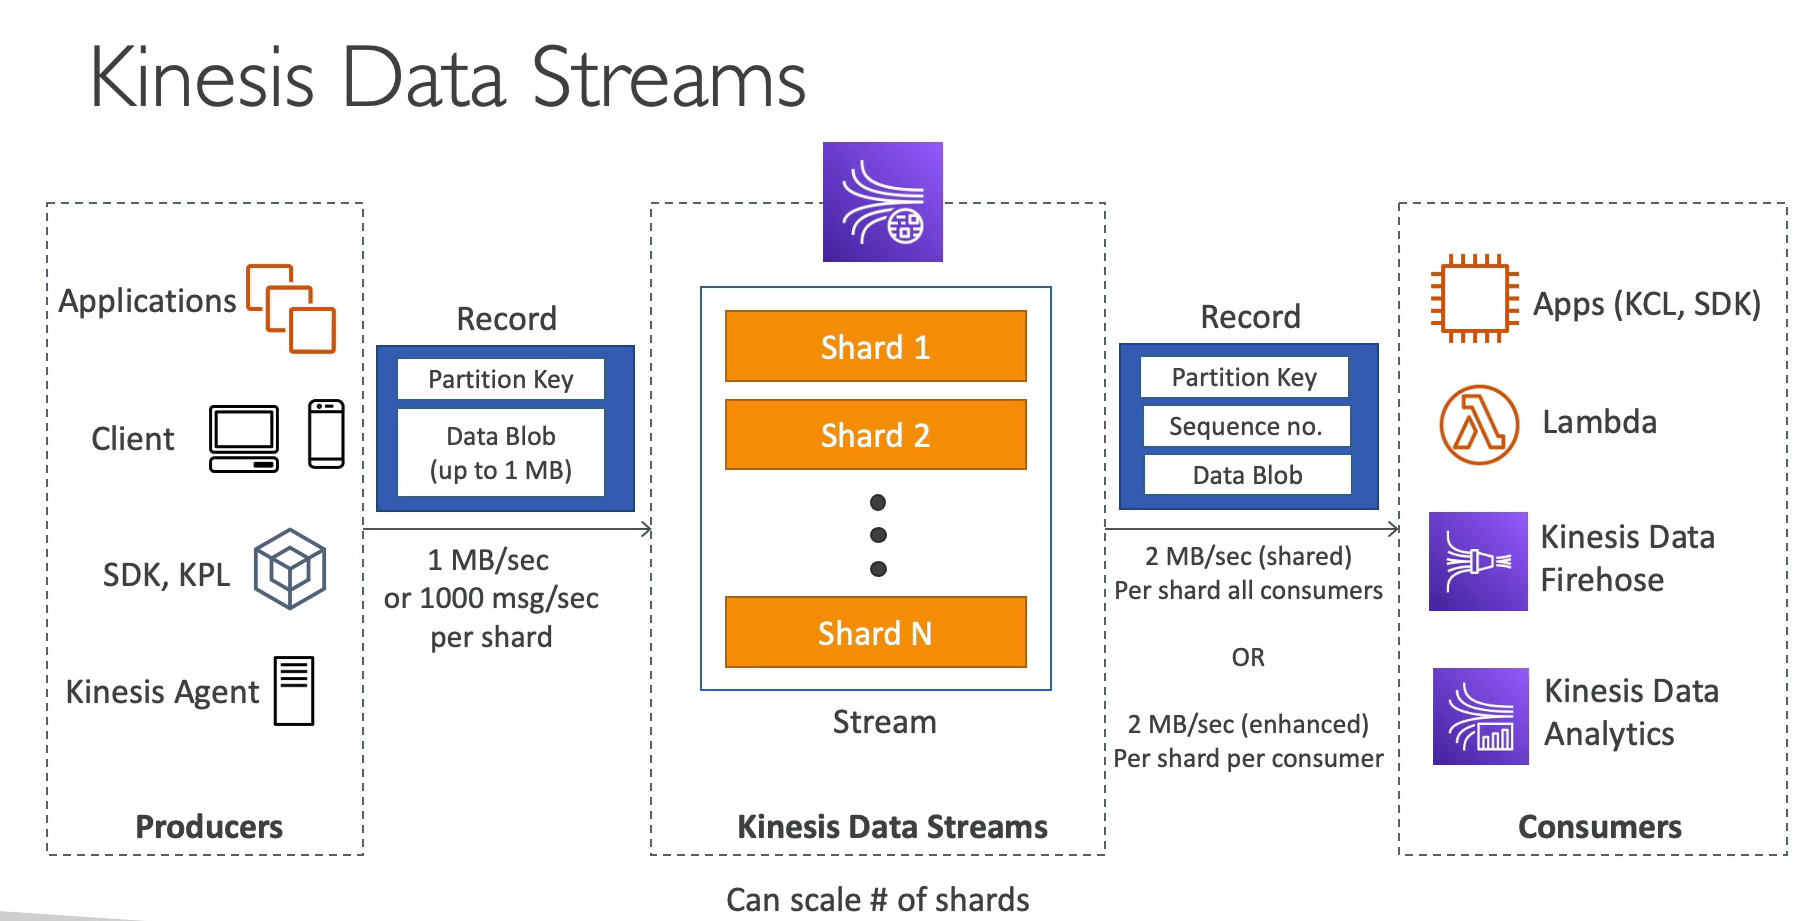 Kinesis Data Streams
Applications
Client
SDK, KPL
Kinesis Agent
Producers
Record
Partition Key
Data Blob
(up to 1 MB)
1 MB/sec
or 1000 msg/sec
per shard
Shard 1
Shard 2
Shard N
Stream
Kinesis Data Streams
Can scale # of shards
Record
Partition Key
Sequence no.
Data Blob
2 MB/sec (shared)
Per shard all consumers
OR
2 MB/sec (enhanced)
Per shard per consumer
Apps (KCL, SDK)
Lambda
Kinesis Data
Firehose
Kinesis Data
Analytics
Consumers